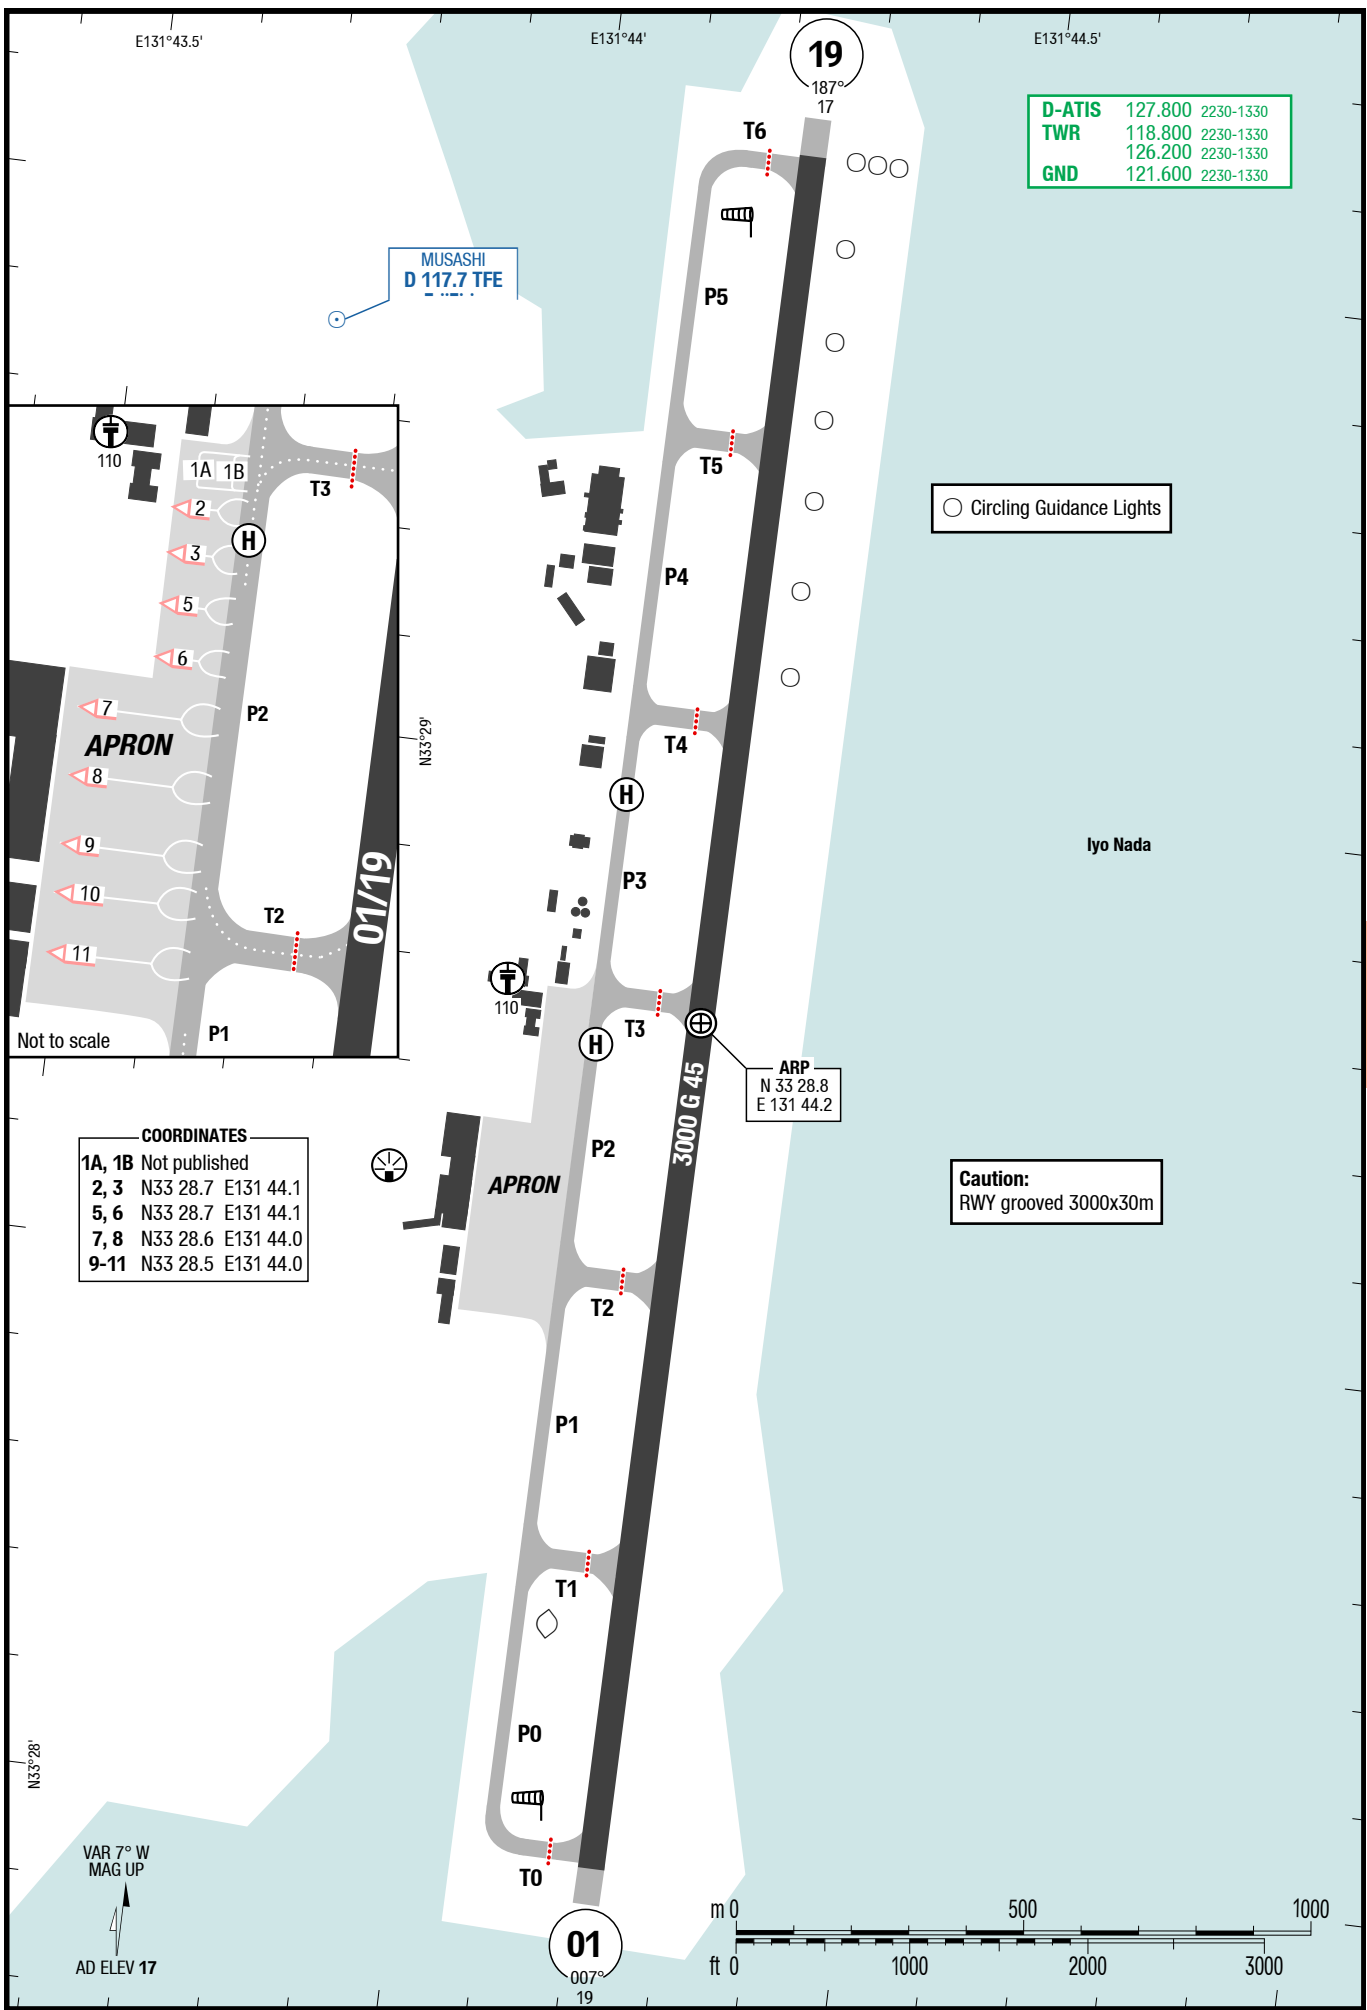 E131°43.5'
E131°44'
E131°44.5'
19
187°
17
D-ATIS 127.800 2230-1330
TWR 118.800 2230-1330
126.200 2230-1330
GND 121.600 2230-1330
T6
MUSASHI
D 117.7 TFE
P5
T5
Circling Guidance Lights
P4
T4
H
P3
Iyo Nada
110
T3
H
ARP
N 33 28.8
E 131 44.2
3000 G 45
P2
APRON
T2
P1
T1
P0
T0
01
007°
19
110
1A 1B
T3
2
H
3
5
6
7
P2
APRON
8
9
01/19
10
T2
11
P1
Not to scale
N33°29'
COORDINATES
1A, 1B Not published
2, 3 N33 28.7 E131 44.1
5, 6 N33 28.7 E131 44.1
7, 8 N33 28.6 E131 44.0
9-11 N33 28.5 E131 44.0
Caution:
RWY grooved 3000x30m
N33°28'
VAR 7° W
MAG UP
AD ELEV 17
m 0 500 1000
ft 0 1000 2000 3000